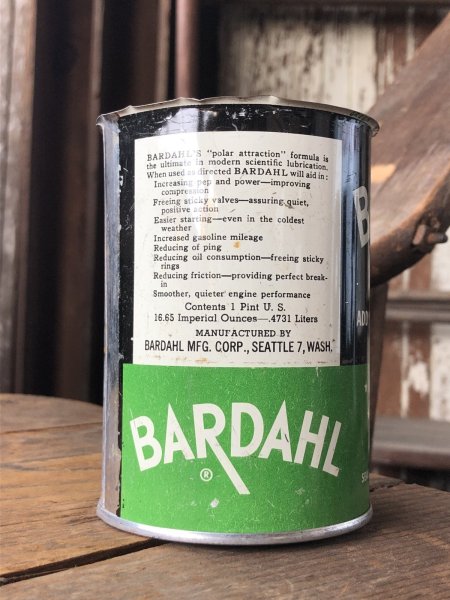 BARDAHL'S "polar attraction" formula is
the ultimate in modern scientific lubrication.
When used as directed BARDAHL will aid in:
Increasing pep and power—improving
compression
Freeing sticky valves—assuring quiet,
positive action
Easier starting—even in the coldest
weather
Increased gasoline mileage
Reducing of ping
Reducing oil consumption—freeing sticky
rings
Reducing friction—providing perfect break-
in
Smoother, quieter engine performance
Contents 1 Pint U. S.
16.65 Imperial Ounces—.4731 Liters
MANUFACTURED BY
BARDAHL MFG. CORP., SEATTLE 7, WASH.
BARDAHL
®
B
ADD